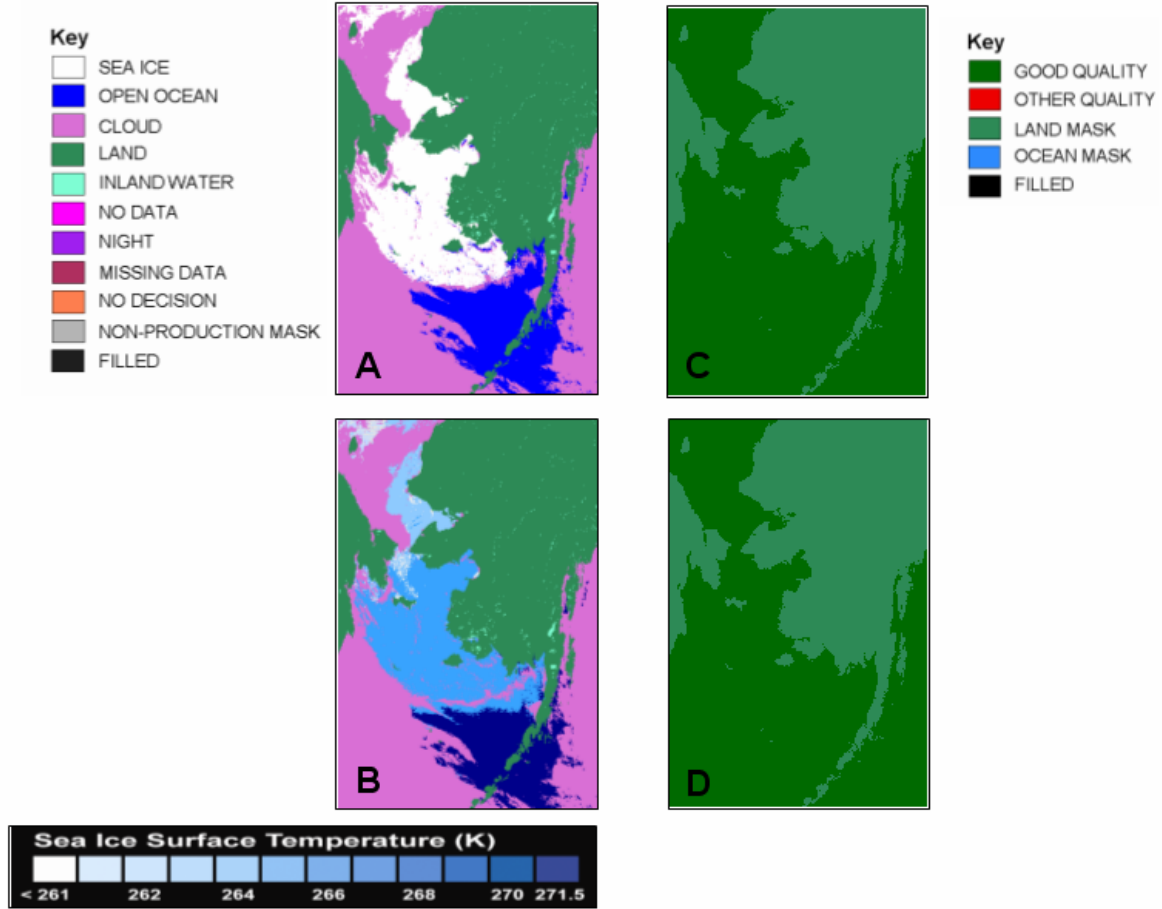 Key
SEA ICE
OPEN OCEAN
CLOUD
LAND
INLAND WATER
NO DATA
NIGHT
MISSING DATA
NO DECISION
NON-PRODUCTION MASK
FILLED
A
C
Key
GOOD QUALITY
OTHER QUALITY
LAND MASK
OCEAN MASK
FILLED
B
D
Sea Ice Surface Temperature (K)
< 261 262 264 266 268 270 271.5